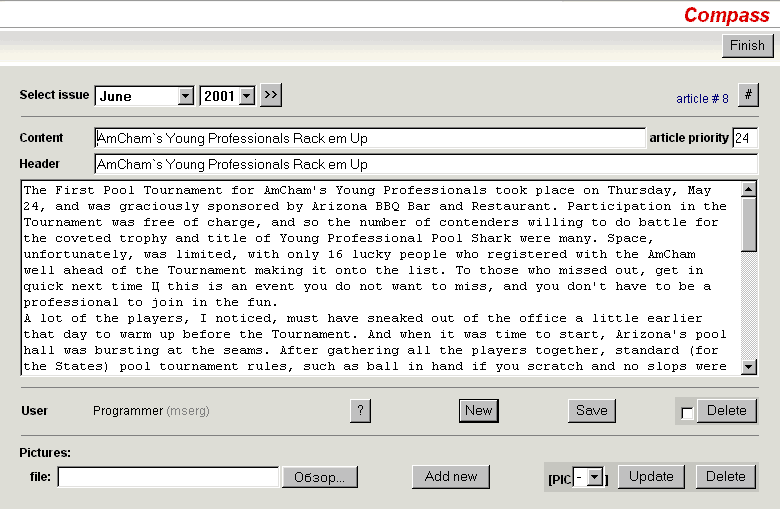 Compass
Finish
Select issue June 2001 >> article # 8 #
Content AmCham`s Young Professionals Rack em Up article priority 24
Header AmCham`s Young Professionals Rack em Up
The First Pool Tournament for AmCham's Young Professionals took place on Thursday, May
24, and was graciously sponsored by Arizona BBQ Bar and Restaurant. Participation in the
Tournament was free of charge, and so the number of contenders willing to do battle for
the coveted trophy and title of Young Professional Pool Shark were many. Space,
unfortunately, was limited, with only 16 lucky people who registered with the AmCham
well ahead of the Tournament making it onto the list. To those who missed out, get in
quick next time Ц this is an event you do not want to miss, and you don't have to be a
professional to join in the fun.
A lot of the players, I noticed, must have sneaked out of the office a little earlier
that day to warm up before the Tournament. And when it was time to start, Arizona's pool
hall was bursting at the seams. After gathering all the players together, standard (for
the States) pool tournament rules, such as ball in hand if you scratch and no slops were
User Programmer (mserg) ? New Save Delete
Pictures:
file: Обзор... Add new [PIC - ] Update Delete